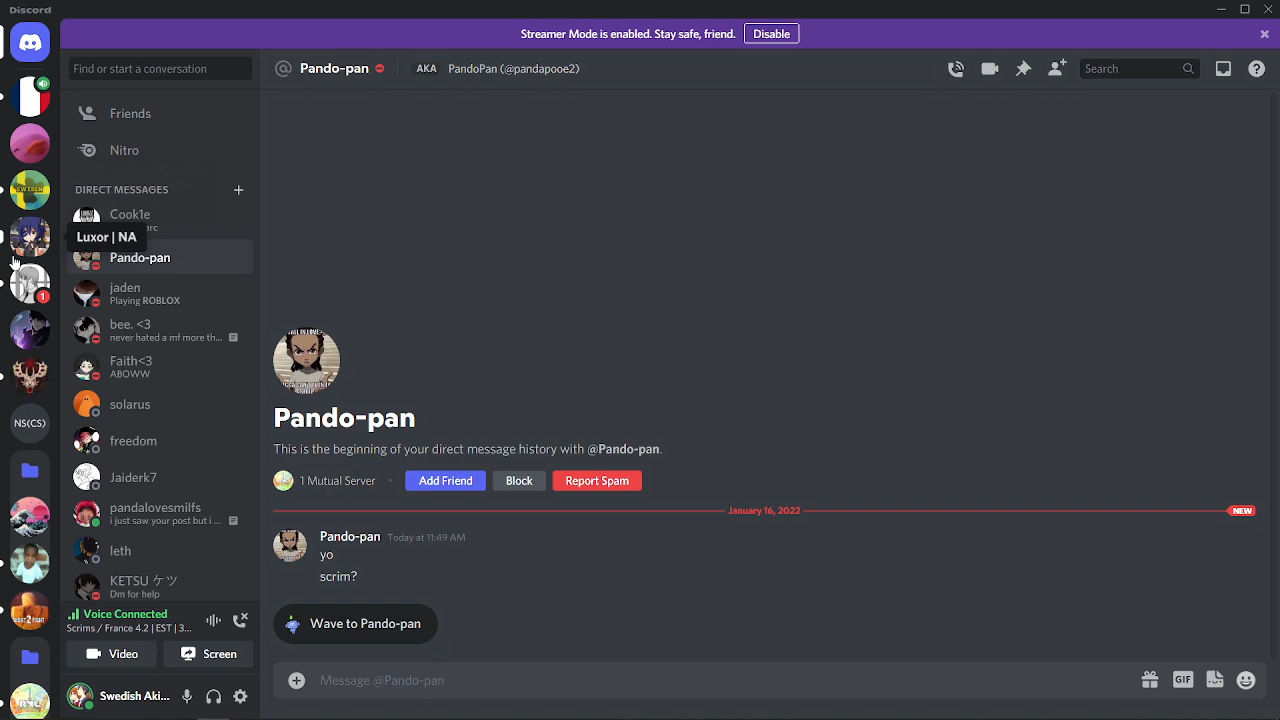 Discord
Streamer Mode is enabled. Stay safe, friend. Disable
Find or start a conversation
Pando-pan AKA PandoPan (@pandapooe2)
Search
Friends
Nitro
DIRECT MESSAGES
Cook1e
arc
Luxor | NA
Pando-pan
jaden
Playing ROBLOX
bee. <3
never hated a mf more th...
Faith<3
ABOWW
solarus
freedom
Jaiderk7
pandalovesmilfs
i just saw your post but i ...
leth
KETSU ケツ
Dm for help
SWEDEN
1
NS(CS)
Voice Connected
Scrims / France 4.2 | EST | 3...
Video
Screen
Swedish Aki...
Pando-pan
This is the beginning of your direct message history with @Pando-pan.
1 Mutual Server
Add Friend
Block
Report Spam
January 16, 2022
NEW
Pando-pan Today at 11:49 AM
yo
scrim?
Wave to Pando-pan
Message @Pando-pan
GIF